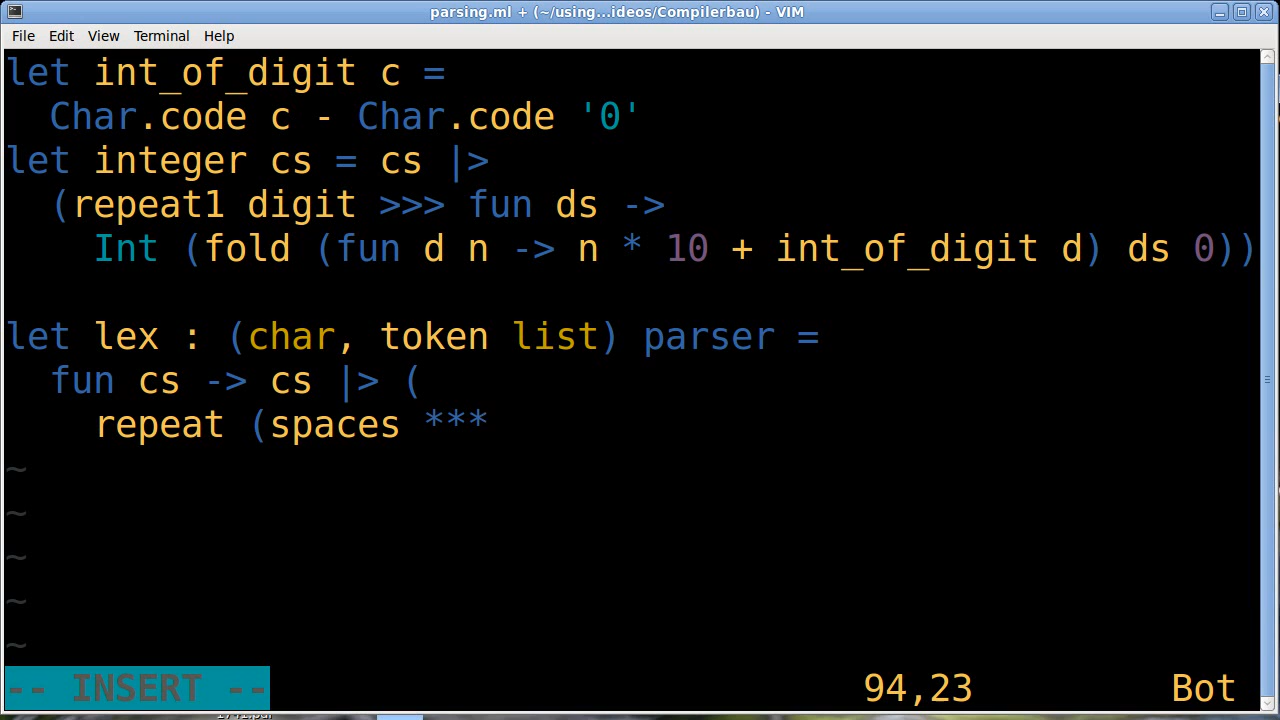 parsing.ml + (~/using...ideos/Compilerbau) - VIM
File Edit View Terminal Help
let int_of_digit c =
  Char.code c - Char.code '0'
let integer cs = cs |>
  (repeat1 digit >>> fun ds ->
    Int (fold (fun d n -> n * 10 + int_of_digit d) ds 0))

let lex : (char, token list) parser =
  fun cs -> cs |> (
    repeat (spaces ***
~
~
~
~
~
-- INSERT -- 94,23 Bot